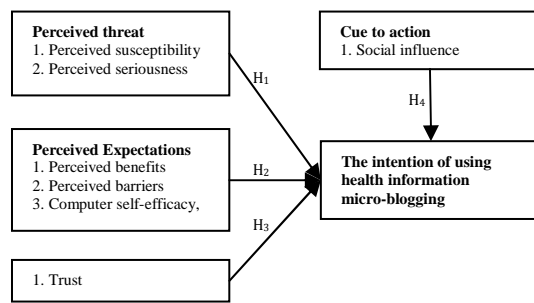 Perceived threat
1. Perceived susceptibility
2. Perceived seriousness
Cue to action
1. Social influence
H1
H4
Perceived Expectations
1. Perceived benefits
2. Perceived barriers
3. Computer self-efficacy,
H2
The intention of using
health information
micro-blogging
H3
1. Trust